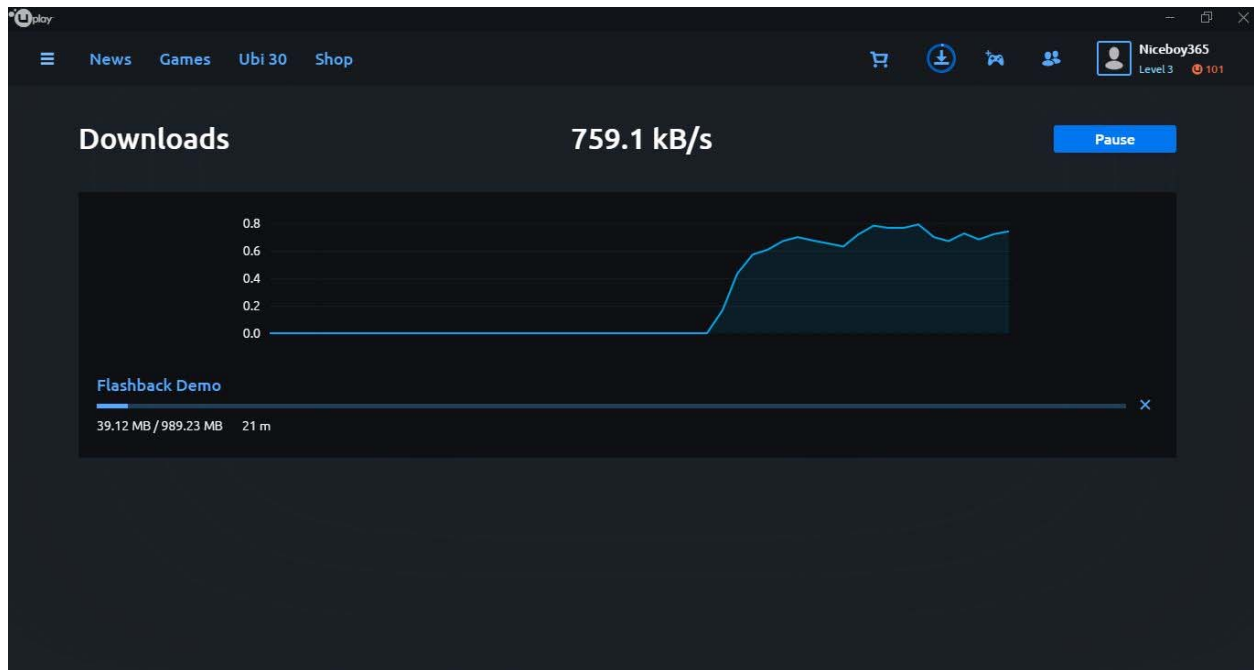 Uplay
News Games Ubi 30 Shop
Niceboy365
Level 3 101
Downloads 759.1 kB/s Pause
0.8
0.6
0.4
0.2
0.0
Flashback Demo
39.12 MB / 989.23 MB 21 m